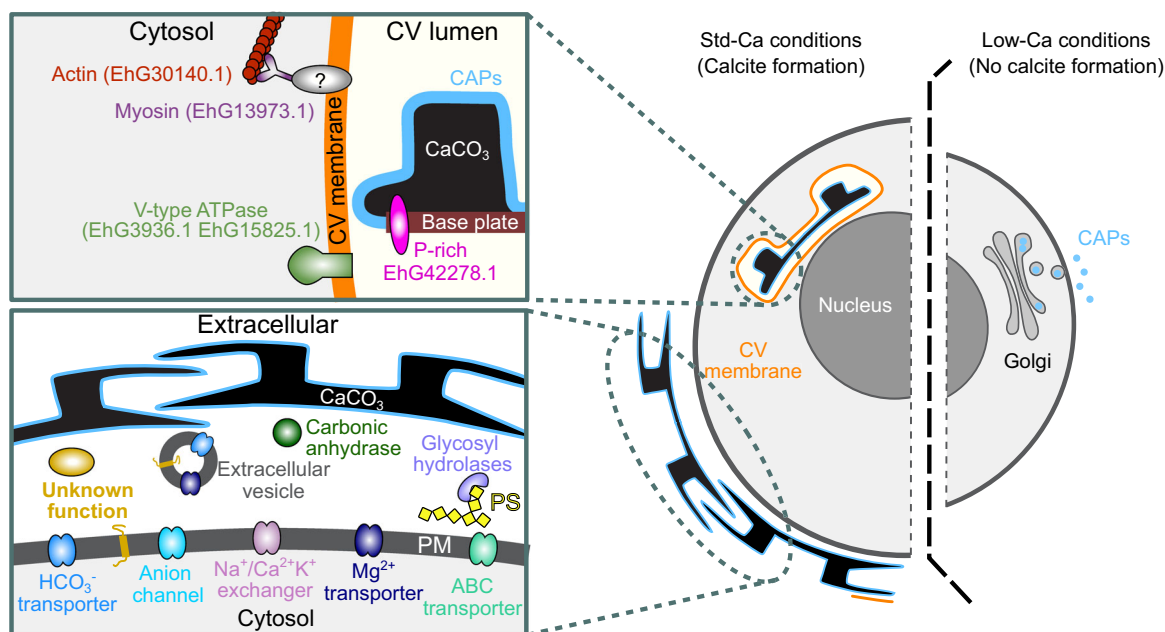 Cytosol
CV lumen
Actin (EhG30140.1)
?
Myosin (EhG13973.1)
CAPs
CaCO₃
CV membrane
V-type ATPase
(EhG3936.1 EhG15825.1)
Base plate
P-rich
EhG42278.1
Extracellular
CaCO₃
Carbonic
anhydrase
Glycosyl
hydrolases
Extracellular
vesicle
Unknown
function
PS
PM
HCO₃⁻
transporter
Anion
channel
Na⁺/Ca²⁺K⁺
exchanger
Mg²⁺
transporter
ABC
transporter
Cytosol
Std-Ca conditions
(Calcite formation)
Low-Ca conditions
(No calcite formation)
Nucleus
CV
membrane
CAPs
Golgi